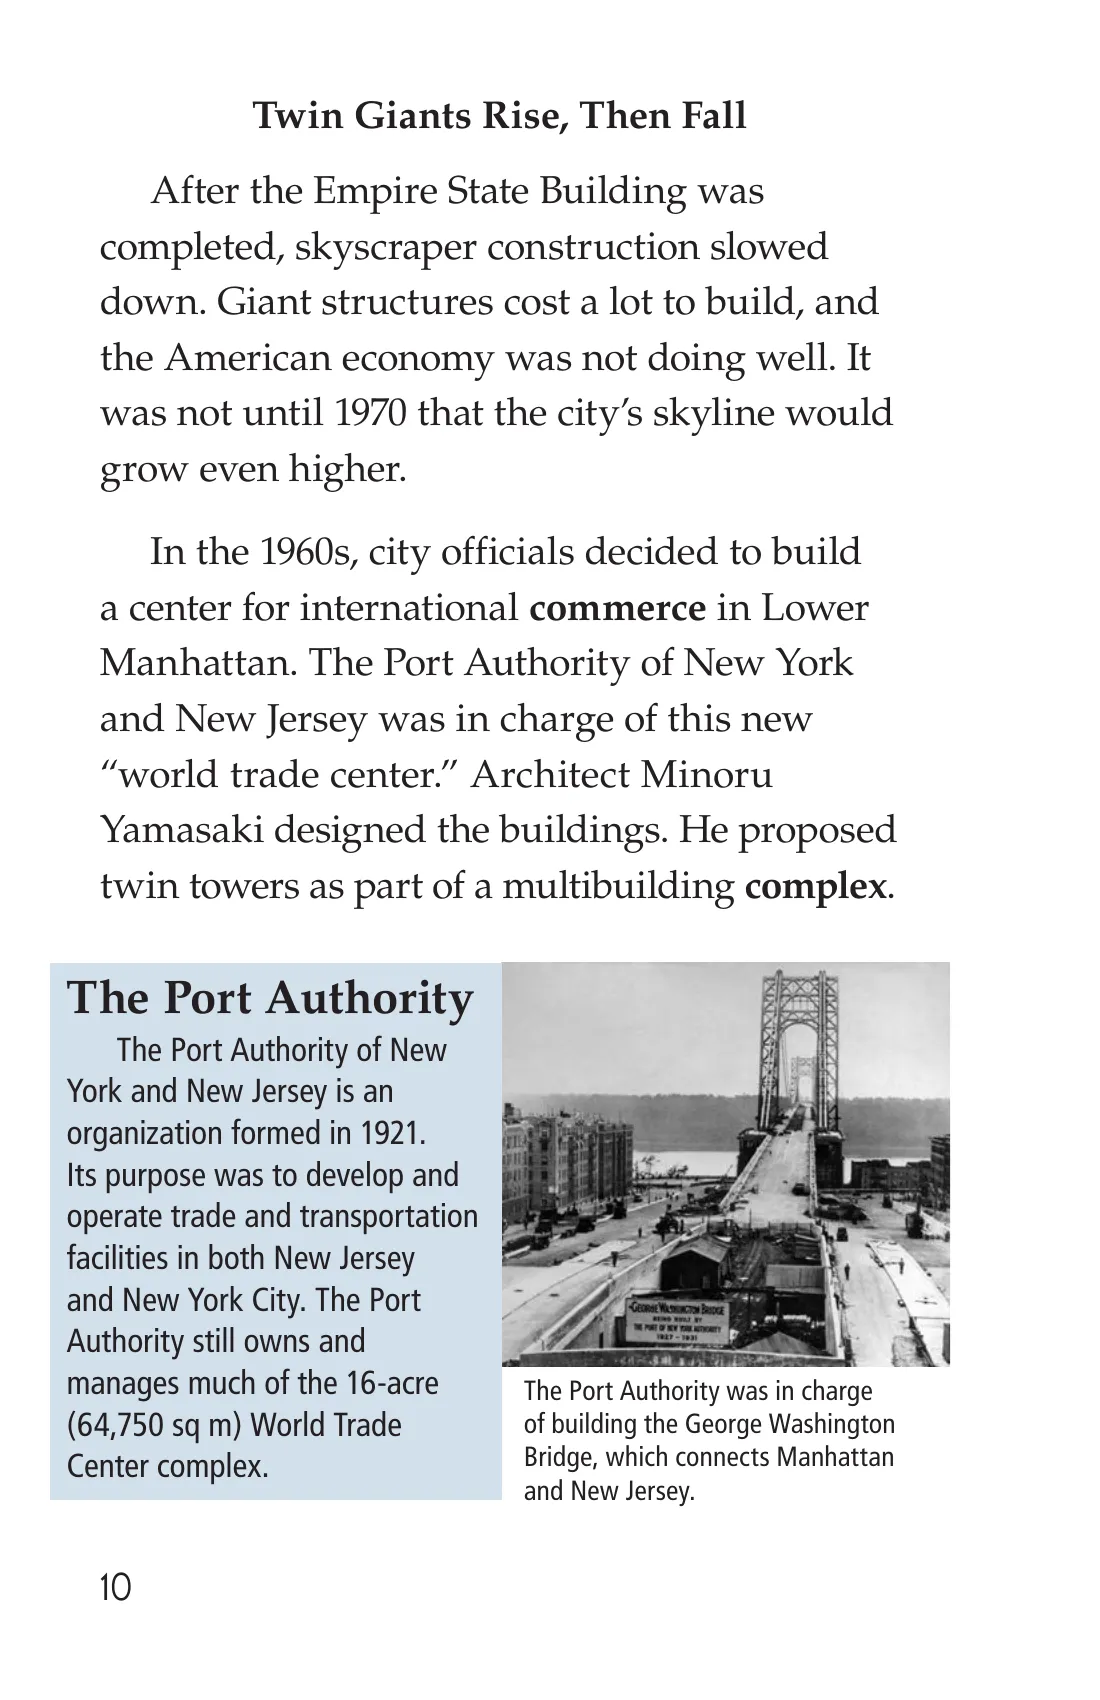 Twin Giants Rise, Then Fall
After the Empire State Building was
completed, skyscraper construction slowed
down. Giant structures cost a lot to build, and
the American economy was not doing well. It
was not until 1970 that the city’s skyline would
grow even higher.
In the 1960s, city officials decided to build
a center for international commerce in Lower
Manhattan. The Port Authority of New York
and New Jersey was in charge of this new
“world trade center.” Architect Minoru
Yamasaki designed the buildings. He proposed
twin towers as part of a multibuilding complex.
The Port Authority
The Port Authority of New
York and New Jersey is an
organization formed in 1921.
Its purpose was to develop and
operate trade and transportation
facilities in both New Jersey
and New York City. The Port
Authority still owns and
manages much of the 16-acre
(64,750 sq m) World Trade
Center complex.
GEORGE WASHINGTON BRIDGE
BEING BUILT BY
THE PORT OF NEW YORK AUTHORITY
1927 - 1931
The Port Authority was in charge
of building the George Washington
Bridge, which connects Manhattan
and New Jersey.
10